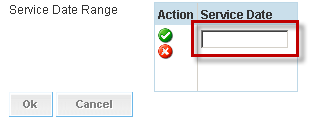 Service Date Range
Action Service Date
Ok Cancel